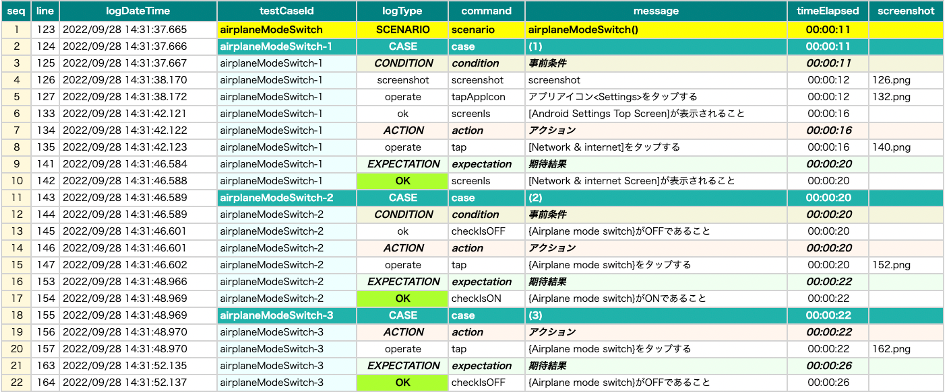 seq line logDateTime testCaseId logType command message timeElapsed screenshot
1 123 2022/09/28 14:31:37.665 airplaneModeSwitch SCENARIO scenario airplaneModeSwitch() 00:00:11
2 124 2022/09/28 14:31:37.666 airplaneModeSwitch-1 CASE case (1) 00:00:11
3 125 2022/09/28 14:31:37.667 airplaneModeSwitch-1 CONDITION condition 事前条件 00:00:11
4 126 2022/09/28 14:31:38.170 airplaneModeSwitch-1 screenshot screenshot screenshot 00:00:12 126.png
5 127 2022/09/28 14:31:38.172 airplaneModeSwitch-1 operate tapAppIcon アプリアイコン<Settings>をタップする 00:00:12 132.png
6 133 2022/09/28 14:31:42.121 airplaneModeSwitch-1 ok screenIs [Android Settings Top Screen]が表示されること 00:00:16
7 134 2022/09/28 14:31:42.122 airplaneModeSwitch-1 ACTION action アクション 00:00:16
8 135 2022/09/28 14:31:42.123 airplaneModeSwitch-1 operate tap [Network & internet]をタップする 00:00:16 140.png
9 141 2022/09/28 14:31:46.584 airplaneModeSwitch-1 EXPECTATION expectation 期待結果 00:00:20
10 142 2022/09/28 14:31:46.588 airplaneModeSwitch-1 OK screenIs [Network & internet Screen]が表示されること 00:00:20
11 143 2022/09/28 14:31:46.589 airplaneModeSwitch-2 CASE case (2) 00:00:20
12 144 2022/09/28 14:31:46.589 airplaneModeSwitch-2 CONDITION condition 事前条件 00:00:20
13 145 2022/09/28 14:31:46.601 airplaneModeSwitch-2 ok checkIsOFF {Airplane mode switch}がOFFであること 00:00:20
14 146 2022/09/28 14:31:46.601 airplaneModeSwitch-2 ACTION action アクション 00:00:20
15 147 2022/09/28 14:31:46.602 airplaneModeSwitch-2 operate tap {Airplane mode switch}をタップする 00:00:20 152.png
16 153 2022/09/28 14:31:48.966 airplaneModeSwitch-2 EXPECTATION expectation 期待結果 00:00:22
17 154 2022/09/28 14:31:48.969 airplaneModeSwitch-2 OK checkIsON {Airplane mode switch}がONであること 00:00:22
18 155 2022/09/28 14:31:48.969 airplaneModeSwitch-3 CASE case (3) 00:00:22
19 156 2022/09/28 14:31:48.970 airplaneModeSwitch-3 ACTION action アクション 00:00:22
20 157 2022/09/28 14:31:48.970 airplaneModeSwitch-3 operate tap {Airplane mode switch}をタップする 00:00:22 162.png
21 163 2022/09/28 14:31:52.135 airplaneModeSwitch-3 EXPECTATION expectation 期待結果 00:00:26
22 164 2022/09/28 14:31:52.137 airplaneModeSwitch-3 OK checkIsOFF {Airplane mode switch}がOFFであること 00:00:26